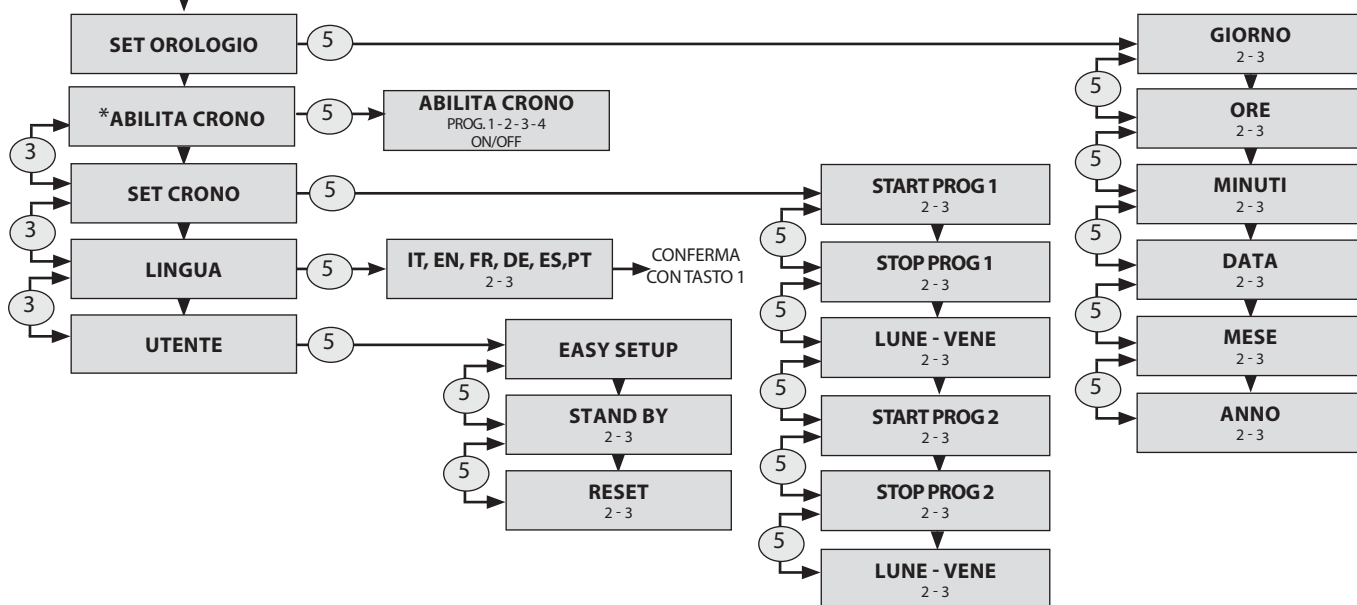 SET OROLOGIO
5
*ABILITA CRONO
5
ABILITA CRONO
PROG. 1 - 2 - 3 - 4
ON/OFF
3
SET CRONO
5
3
LINGUA
5
IT, EN, FR, DE, ES,PT
2 - 3
CONFERMA
CON TASTO 1
3
UTENTE
5
EASY SETUP
5
STAND BY
2 - 3
5
RESET
2 - 3
START PROG 1
2 - 3
5
STOP PROG 1
2 - 3
5
LUNE - VENE
2 - 3
5
START PROG 2
2 - 3
5
STOP PROG 2
2 - 3
5
LUNE - VENE
2 - 3
GIORNO
2 - 3
5
ORE
2 - 3
5
MINUTI
2 - 3
5
DATA
2 - 3
5
MESE
2 - 3
5
ANNO
2 - 3